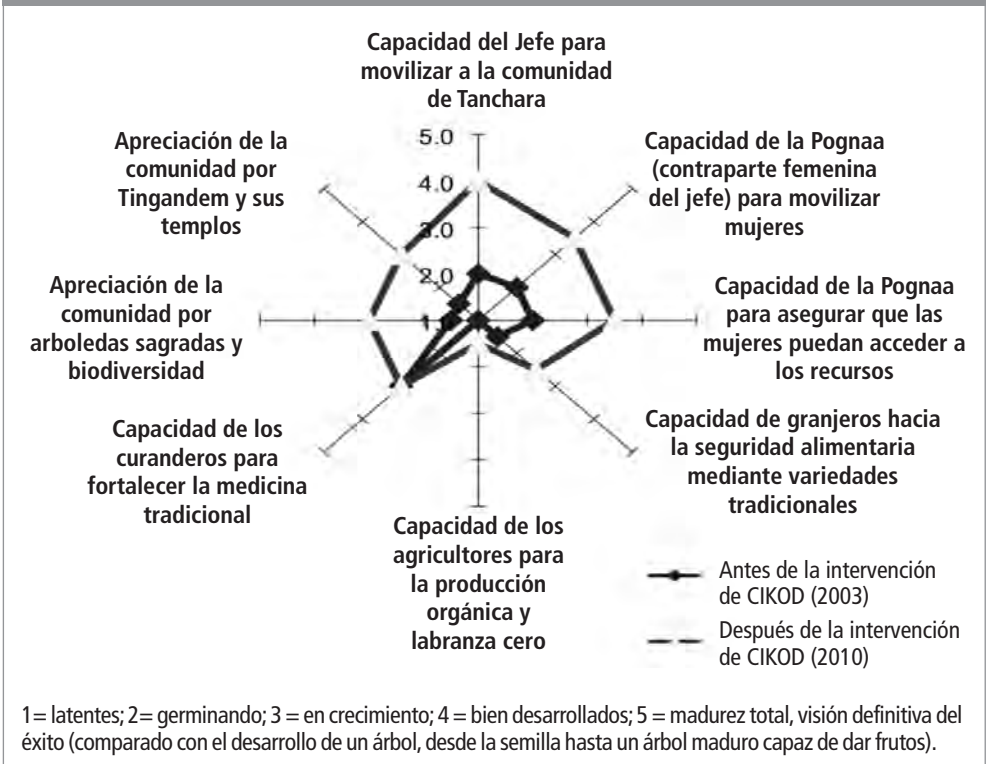 Capacidad del Jefe para
movilizar a la comunidad
de Tanchara
Apreciación de la
comunidad por
Tingandem y sus
templos
5.0
4.0
3.0
2.0
1
Capacidad de la Pognaa
(contraparte femenina
del jefe) para movilizar
mujeres
Apreciación de la
comunidad por
arboledas sagradas y
biodiversidad
Capacidad de la Pognaa
para asegurar que las
mujeres puedan acceder a
los recursos
Capacidad de los
curanderos para
fortalecer la medicina
tradicional
Capacidad de granjeros hacia
la seguridad alimentaria
mediante variedades
tradicionales
Capacidad de los
agricultores para
la producción
orgánica y
labranza cero
Antes de la intervención
de CIKOD (2003)
Después de la intervención
de CIKOD (2010)
1 = latentes; 2= germinando; 3 = en crecimiento; 4 = bien desarrollados; 5 = madurez total, visión definitiva del
éxito (comparado con el desarrollo de un árbol, desde la semilla hasta un árbol maduro capaz de dar frutos).